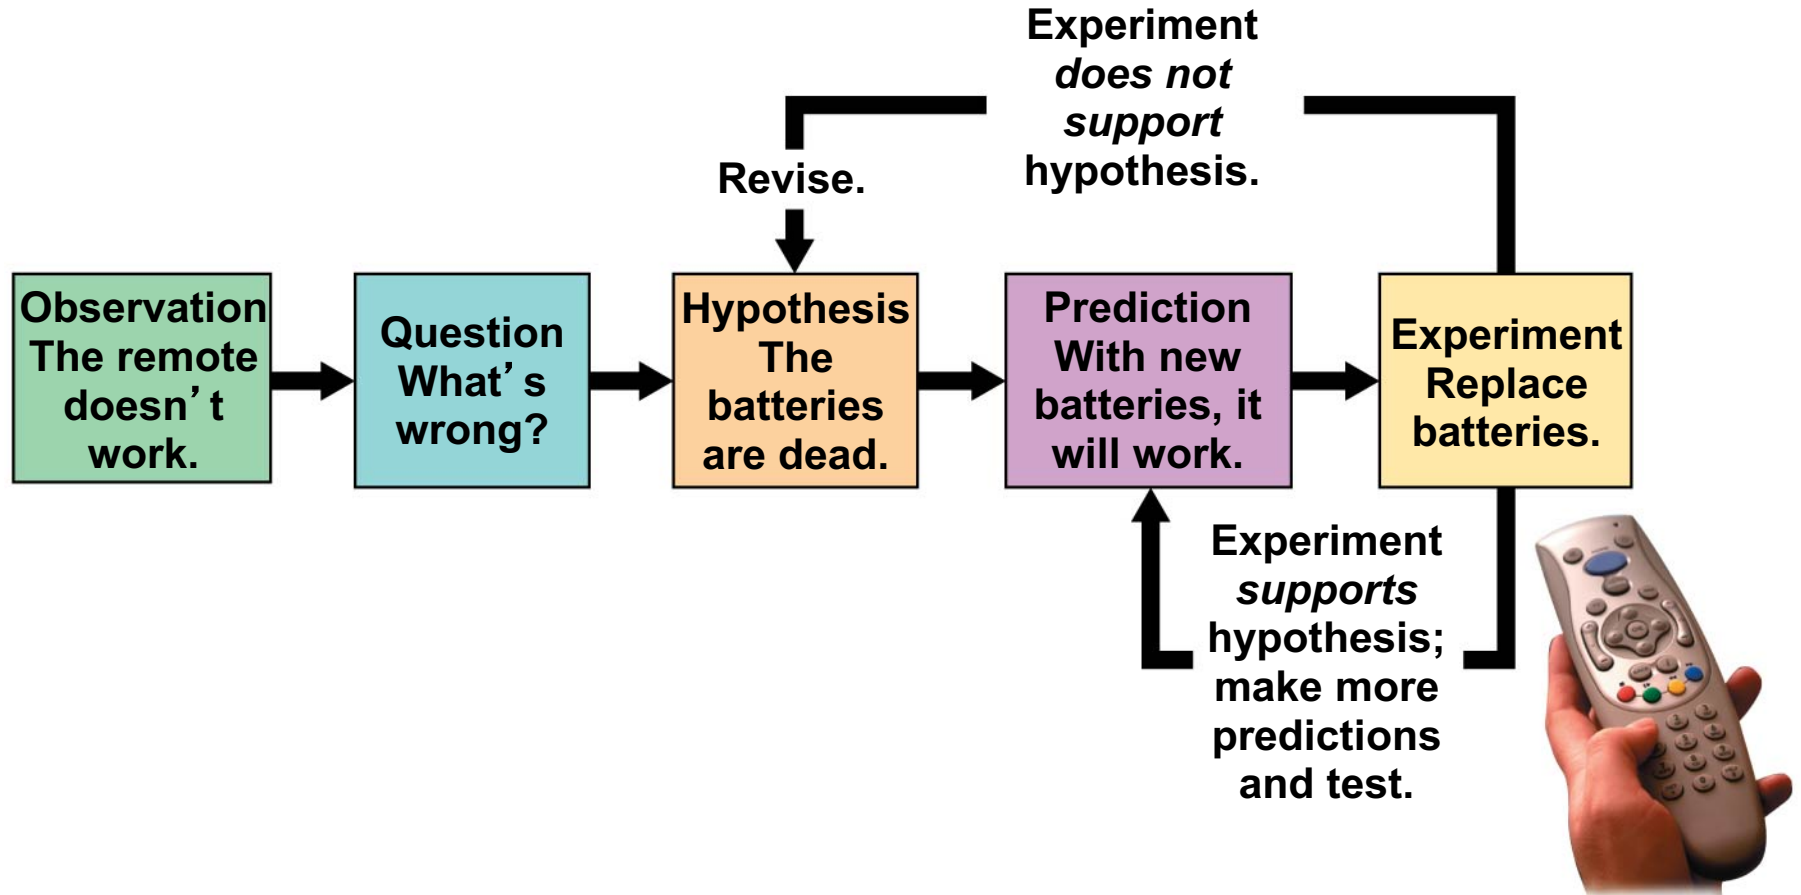 Experiment
does not
support
hypothesis.
Revise.
Observation
The remote
doesn’t
work.
Question
What’s
wrong?
Hypothesis
The
batteries
are dead.
Prediction
With new
batteries, it
will work.
Experiment
Replace
batteries.
Experiment
supports
hypothesis;
make more
predictions
and test.